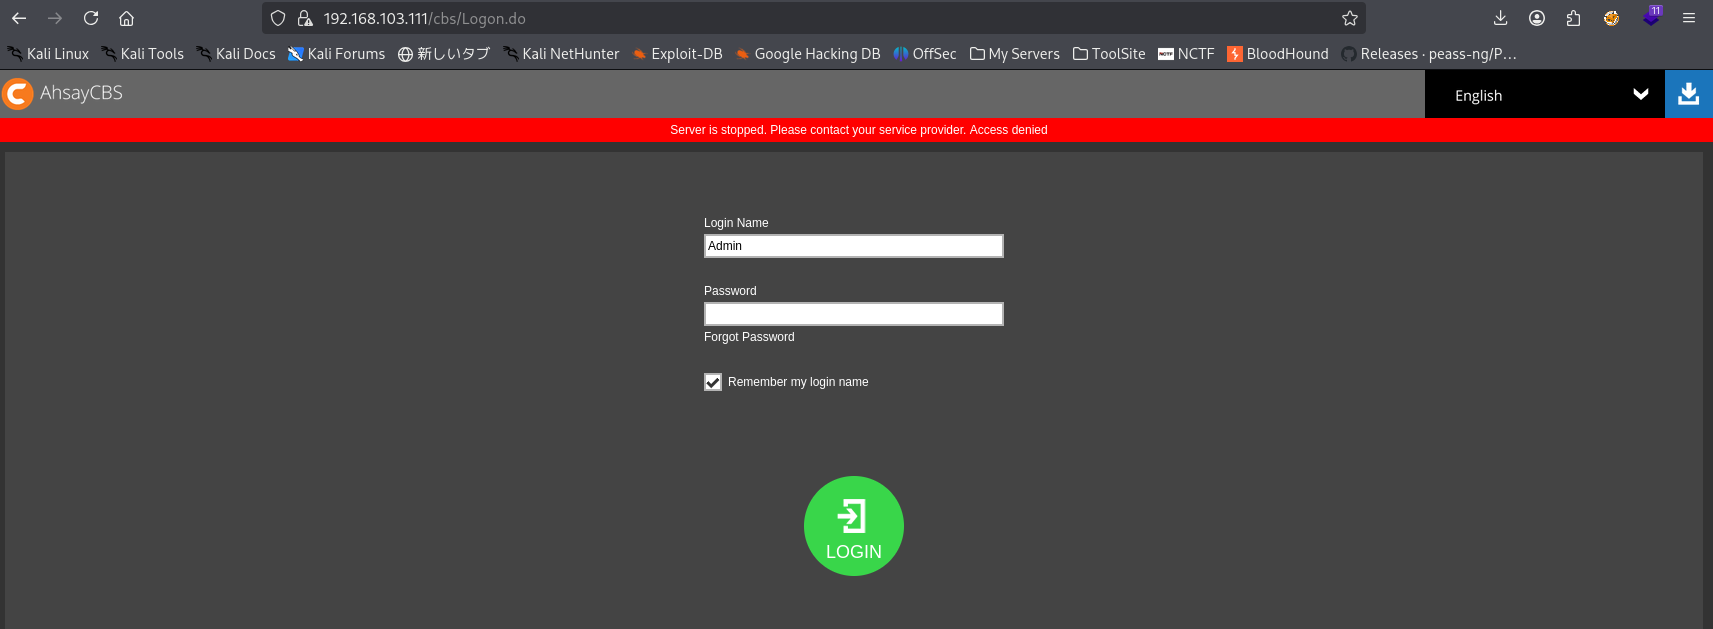 192.168.103.111/cbs/Logon.do
11
Kali Linux Kali Tools Kali Docs Kali Forums 新しいタブ Kali NetHunter Exploit-DB Google Hacking DB OffSec My Servers ToolSite NCTF NCTF BloodHound Releases · peass-ng/P…
AhsayCBS English
Server is stopped. Please contact your service provider. Access denied
Login Name
Admin
Password
Forgot Password
Remember my login name
LOGIN